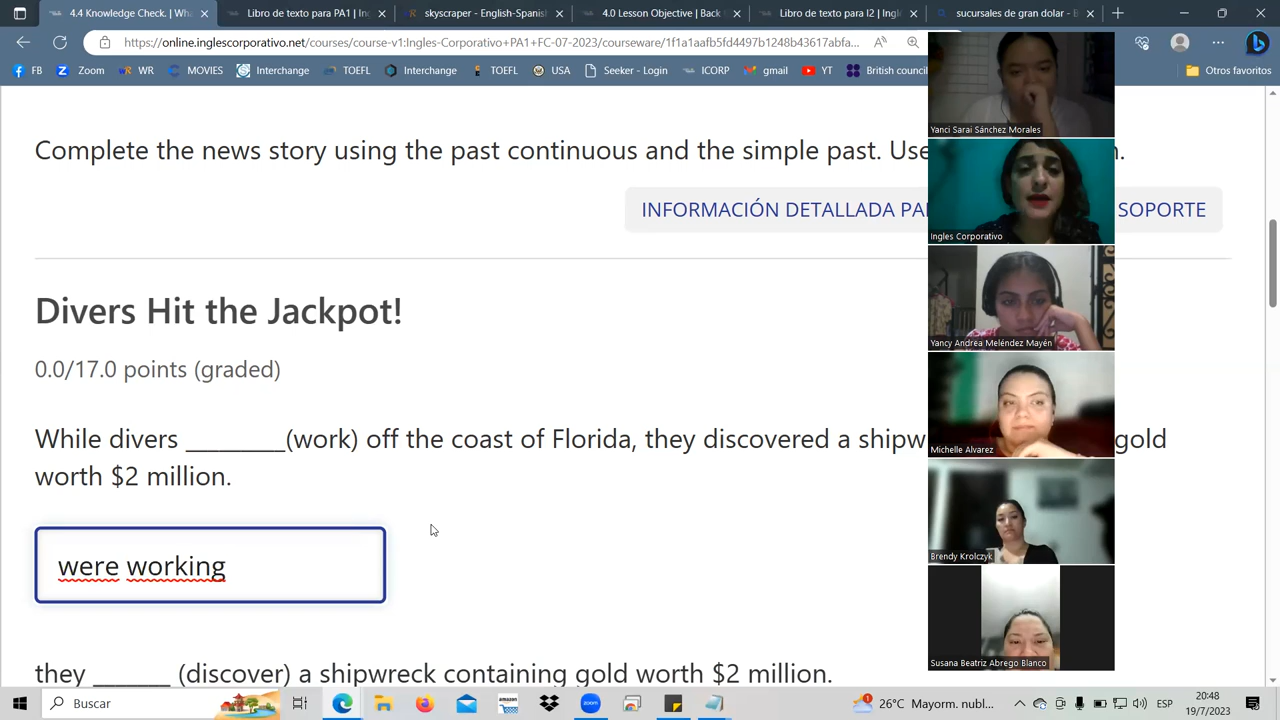 4.4
Libro de texto para PA1 | Ingl
skyscraper - English-Spanis
4.0 Lesson Objective | Back
Libro de texto para I2 | Inglé
sucursales de dolar -
https://online.inglescorporativo.net/courses/course-v1:Ingles-Corporativo+PA1+FC-07-2023/courseware/1f1a1aafb5fd4497b1248b43617abfa...
FB
Zoom
WR
MOVIES
Interchange
TOEFL
Interchange
TOEFL
USA
Seeker - Login
ICORP
gmail
YT
British council
Otros favoritos
Complete the news story using the past continuous and the simple past. Use
INFORMACIÓN DETALLADA PA
SOPORTE
Divers Hit the Jackpot!
0.0/17.0 points (graded)
While divers _________(work) off the coast of Florida, they discovered a shipw
gold
worth $2 million.
were working
they _______ (discover) a shipwreck containing gold worth $2 million.
Yanci Sarai Sánchez Morales
Ingles Corporativo
Yancy Andrea Meléndez Mayén
Michelle Alvarez
Brendy Krolczyk
Susana Beatriz Abrego Blanco
Buscar
26°C Mayorm. nubl...
ESP
20:48
19/7/2023